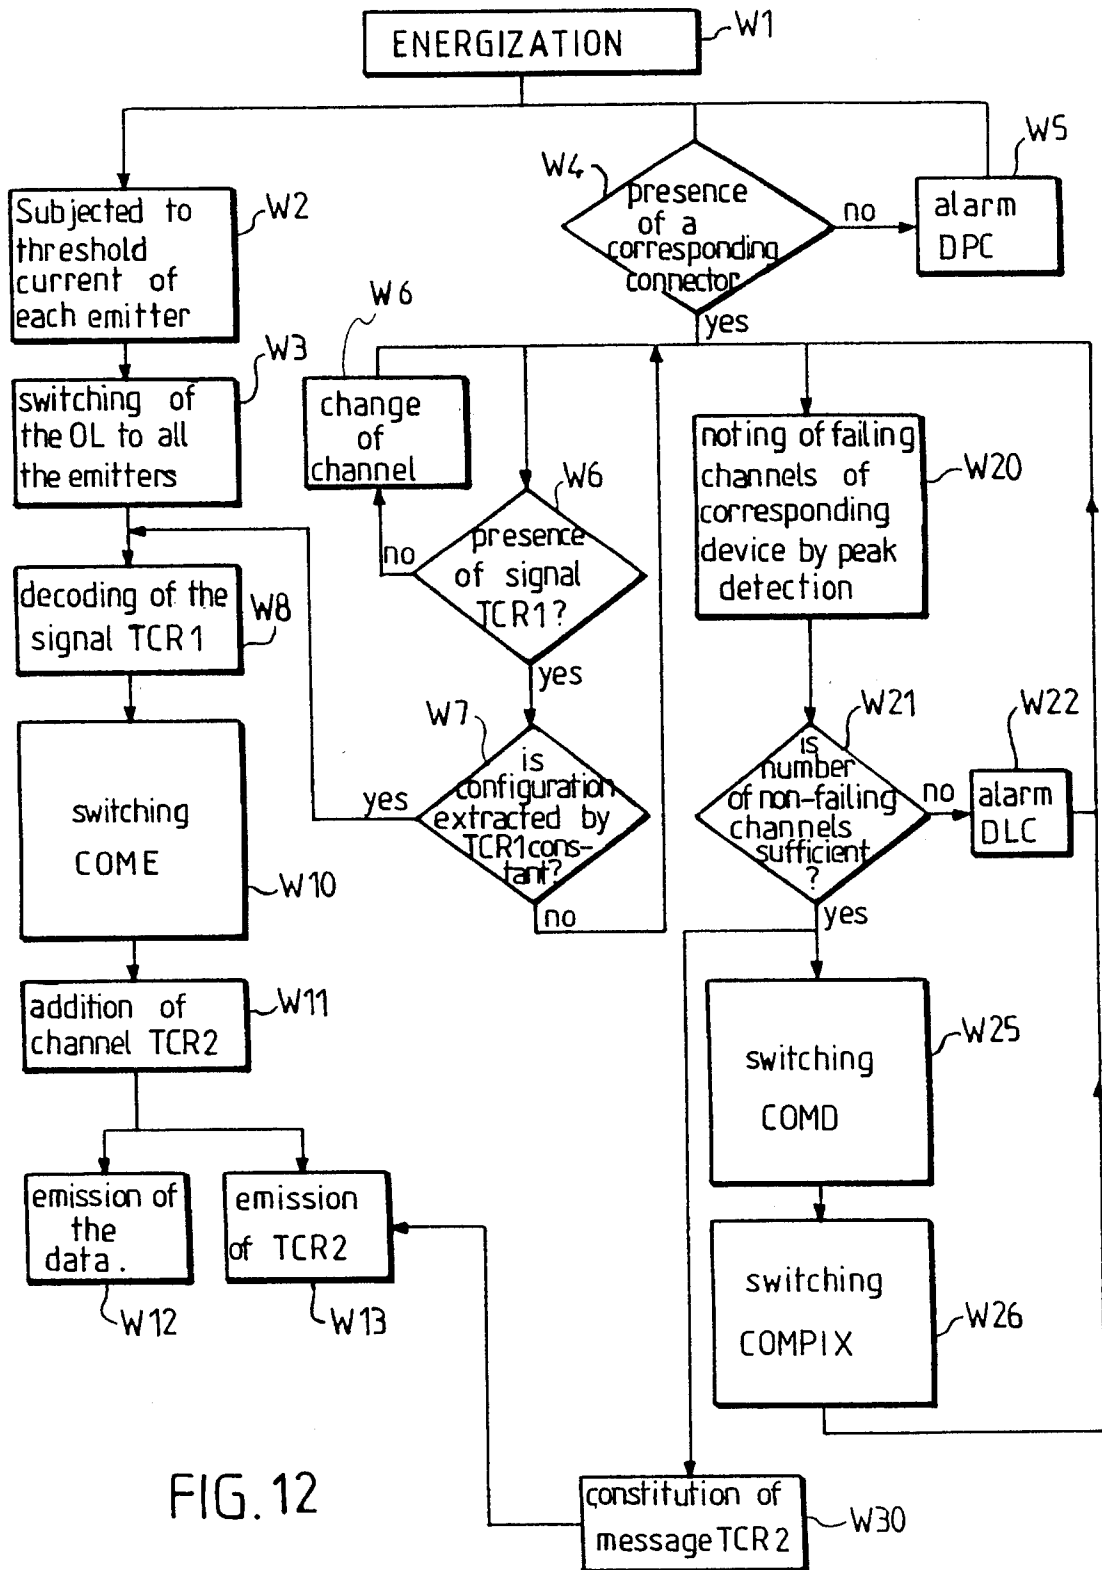 ENERGIZATION
W1
Subjected to
threshold
current of
each emitter
W2
switching of
the OL to all
the emitters
W3
decoding of the
signal TCR1
W8
switching
COME
W10
addition of
channel TCR2
W11
emission of
the
data.
W12
emission
of TCR2
W13
W4
presence
of a
corresponding
connector
no
yes
W5
alarm
DPC
W6
change
of
channel
W6
presence
of signal
TCR1?
no
yes
W7
is
configuration
extracted by
TCR1cons-
tant?
yes
no
noting of failing
channels of
corresponding
device by peak
detection
W20
W21
is
number
of non-failing
channels
sufficient
?
no
yes
W22
alarm
DLC
switching
COMD
W25
switching
COMPIX
W26
constitution of
message TCR2
W30
FIG. 12